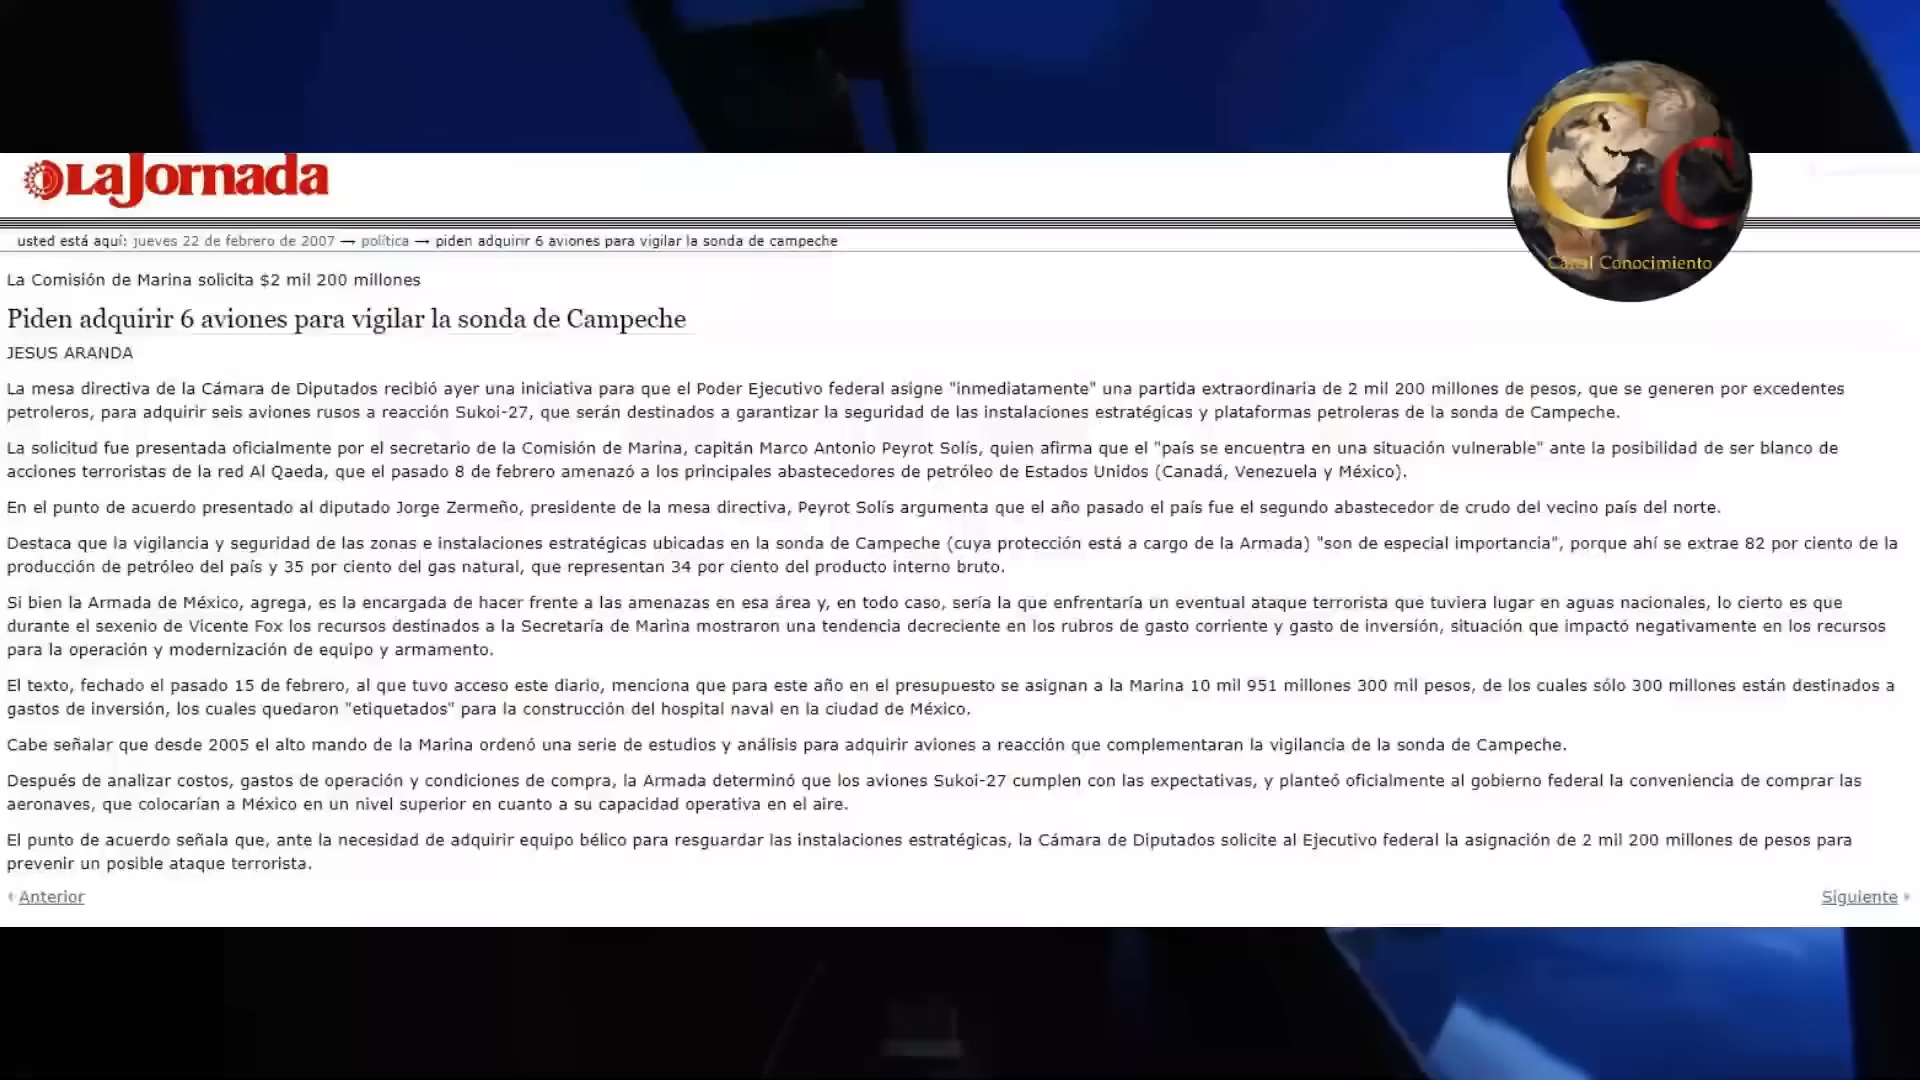 LaJornada
usted está aquí: jueves 22 de febrero de 2007 → política → piden adquirir 6 aviones para vigilar la sonda de campeche
Cc
Canal Conocimiento
La Comisión de Marina solicita $2 mil 200 millones
Piden adquirir 6 aviones para vigilar la sonda de Campeche
JESUS ARANDA
La mesa directiva de la Cámara de Diputados recibió ayer una iniciativa para que el Poder Ejecutivo federal asigne "inmediatamente" una partida extraordinaria de 2 mil 200 millones de pesos, que se generen por excedentes
petroleros, para adquirir seis aviones rusos a reacción Sukoi-27, que serán destinados a garantizar la seguridad de las instalaciones estratégicas y plataformas petroleras de la sonda de Campeche.
La solicitud fue presentada oficialmente por el secretario de la Comisión de Marina, capitán Marco Antonio Peyrot Solís, quien afirma que el "país se encuentra en una situación vulnerable" ante la posibilidad de ser blanco de
acciones terroristas de la red Al Qaeda, que el pasado 8 de febrero amenazó a los principales abastecedores de petróleo de Estados Unidos (Canadá, Venezuela y México).
En el punto de acuerdo presentado al diputado Jorge Zermeño, presidente de la mesa directiva, Peyrot Solís argumenta que el año pasado el país fue el segundo abastecedor de crudo del vecino país del norte.
Destaca que la vigilancia y seguridad de las zonas e instalaciones estratégicas ubicadas en la sonda de Campeche (cuya protección está a cargo de la Armada) "son de especial importancia", porque ahí se extrae 82 por ciento de la
producción de petróleo del país y 35 por ciento del gas natural, que representan 34 por ciento del producto interno bruto.
Si bien la Armada de México, agrega, es la encargada de hacer frente a las amenazas en esa área y, en todo caso, sería la que enfrentaría un eventual ataque terrorista que tuviera lugar en aguas nacionales, lo cierto es que
durante el sexenio de Vicente Fox los recursos destinados a la Secretaría de Marina mostraron una tendencia decreciente en los rubros de gasto corriente y gasto de inversión, situación que impactó negativamente en los recursos
para la operación y modernización de equipo y armamento.
El texto, fechado el pasado 15 de febrero, al que tuvo acceso este diario, menciona que para este año en el presupuesto se asignan a la Marina 10 mil 951 millones 300 mil pesos, de los cuales sólo 300 millones están destinados a
gastos de inversión, los cuales quedaron "etiquetados" para la construcción del hospital naval en la ciudad de México.
Cabe señalar que desde 2005 el alto mando de la Marina ordenó una serie de estudios y análisis para adquirir aviones a reacción que complementaran la vigilancia de la sonda de Campeche.
Después de analizar costos, gastos de operación y condiciones de compra, la Armada determinó que los aviones Sukoi-27 cumplen con las expectativas, y planteó oficialmente al gobierno federal la conveniencia de comprar las
aeronaves, que colocarían a México en un nivel superior en cuanto a su capacidad operativa en el aire.
El punto de acuerdo señala que, ante la necesidad de adquirir equipo bélico para resguardar las instalaciones estratégicas, la Cámara de Diputados solicite al Ejecutivo federal la asignación de 2 mil 200 millones de pesos para
prevenir un posible ataque terrorista.
Anterior
Siguiente